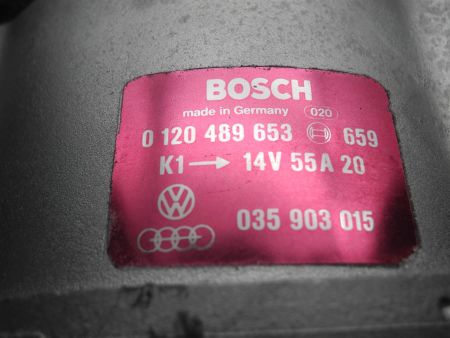 BOSCH
made in Germany 020
0 120 489 653 659
K1 → 14V 55A 20
035 903 015